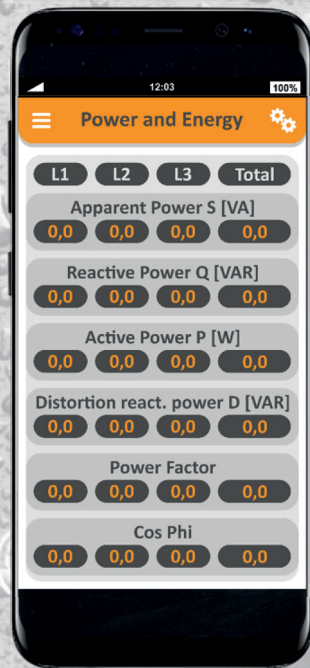 12:03
100%
Power and Energy
L1 L2 L3 Total
Apparent Power S [VA]
0,0 0,0 0,0 0,0
Reactive Power Q [VAR]
0,0 0,0 0,0 0,0
Active Power P [W]
0,0 0,0 0,0 0,0
Distortion react. power D [VAR]
0,0 0,0 0,0 0,0
Power Factor
0,0 0,0 0,0 0,0
Cos Phi
0,0 0,0 0,0 0,0